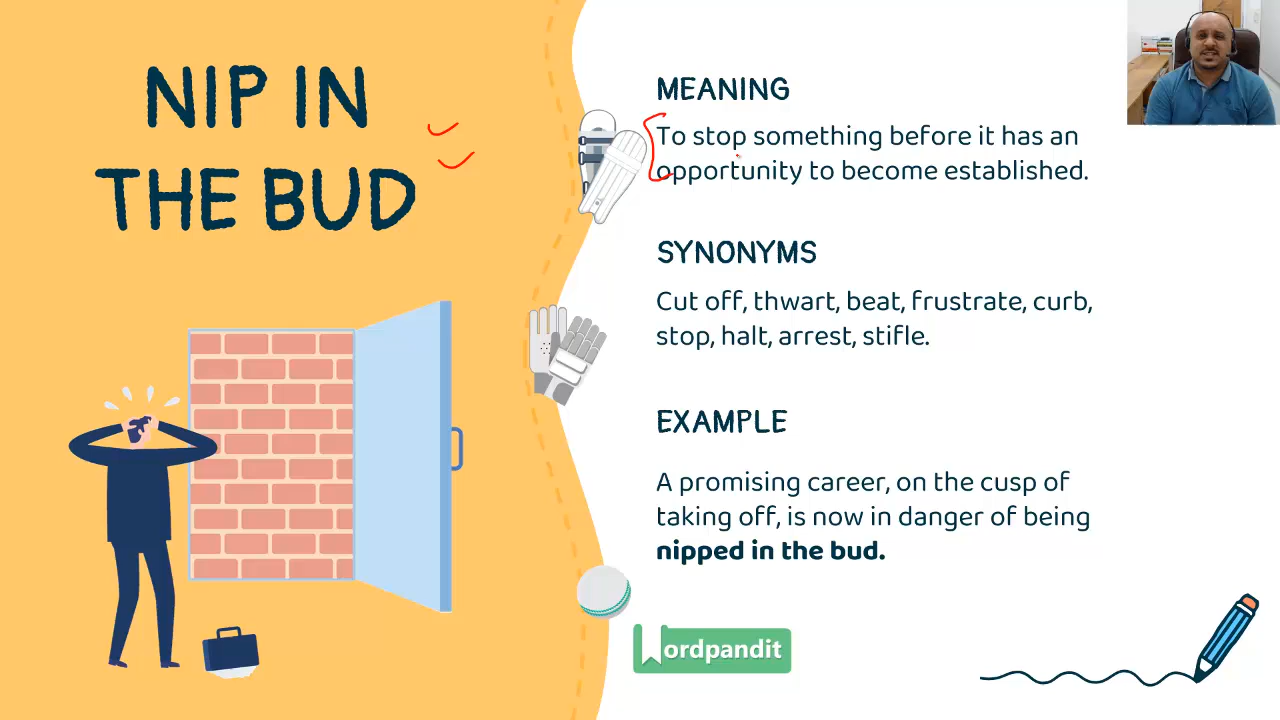 NIP IN
THE BUD
MEANING
To stop something before it has an
opportunity to become established.
SYNONYMS
Cut off, thwart, beat, frustrate, curb,
stop, halt, arrest, stifle.
EXAMPLE
A promising career, on the cusp of
taking off, is now in danger of being
nipped in the bud.
Wordpandit